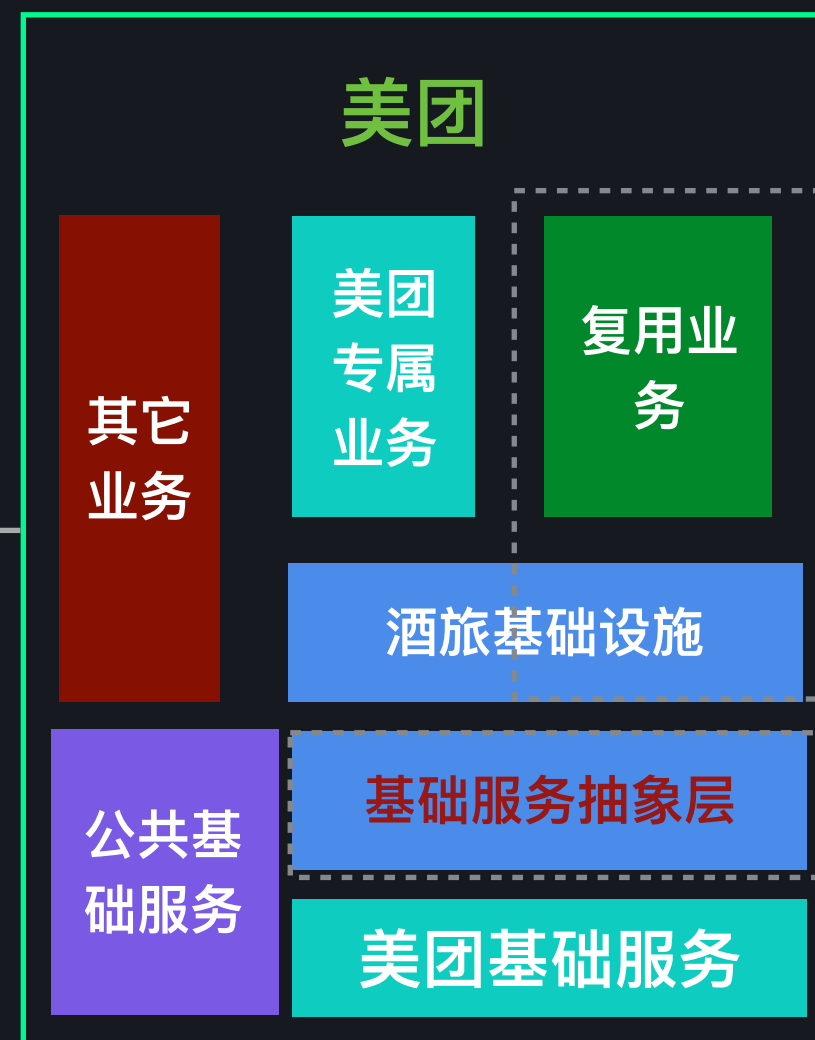 美团
其它
业务
美团
专属
业务
复用业
务
酒旅基础设施
公共基
础服务
基础服务抽象层
美团基础服务